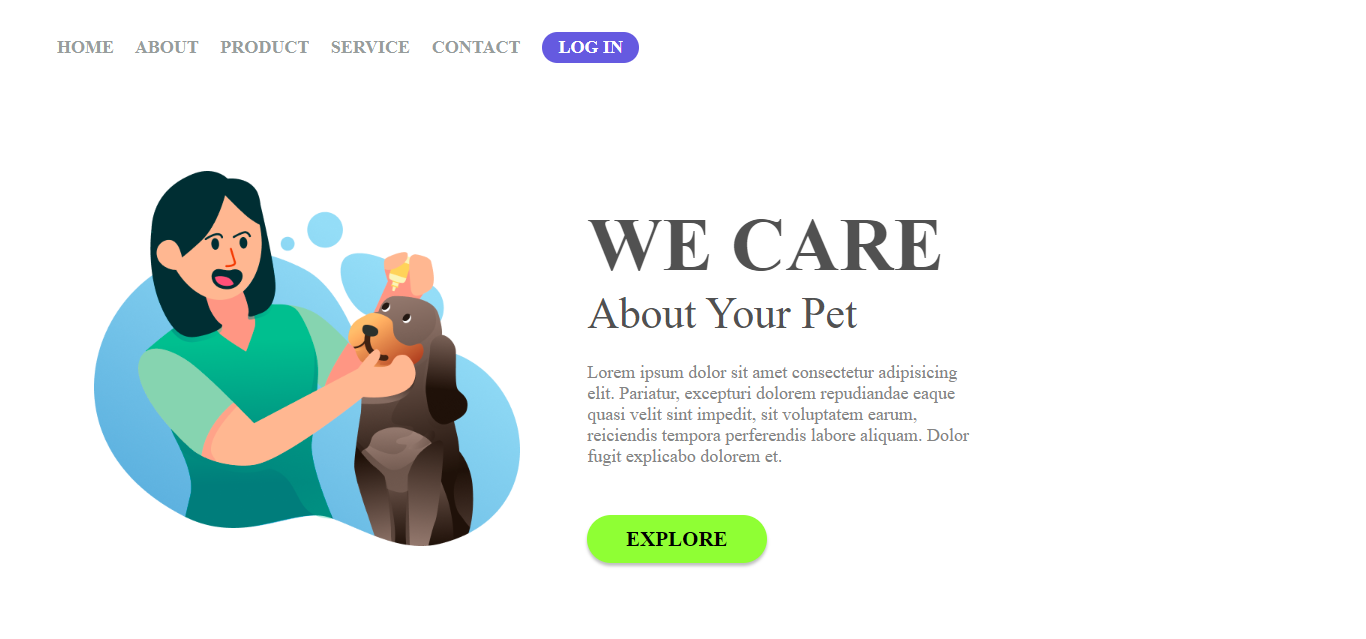 HOME ABOUT PRODUCT SERVICE CONTACT LOG IN
WE CARE
About Your Pet
Lorem ipsum dolor sit amet consectetur adipisicing
elit. Pariatur, excepturi dolorem repudiandae eaque
quasi velit sint impedit, sit voluptatem earum,
reiciendis tempora perferendis labore aliquam. Dolor
fugit explicabo dolorem et.
EXPLORE